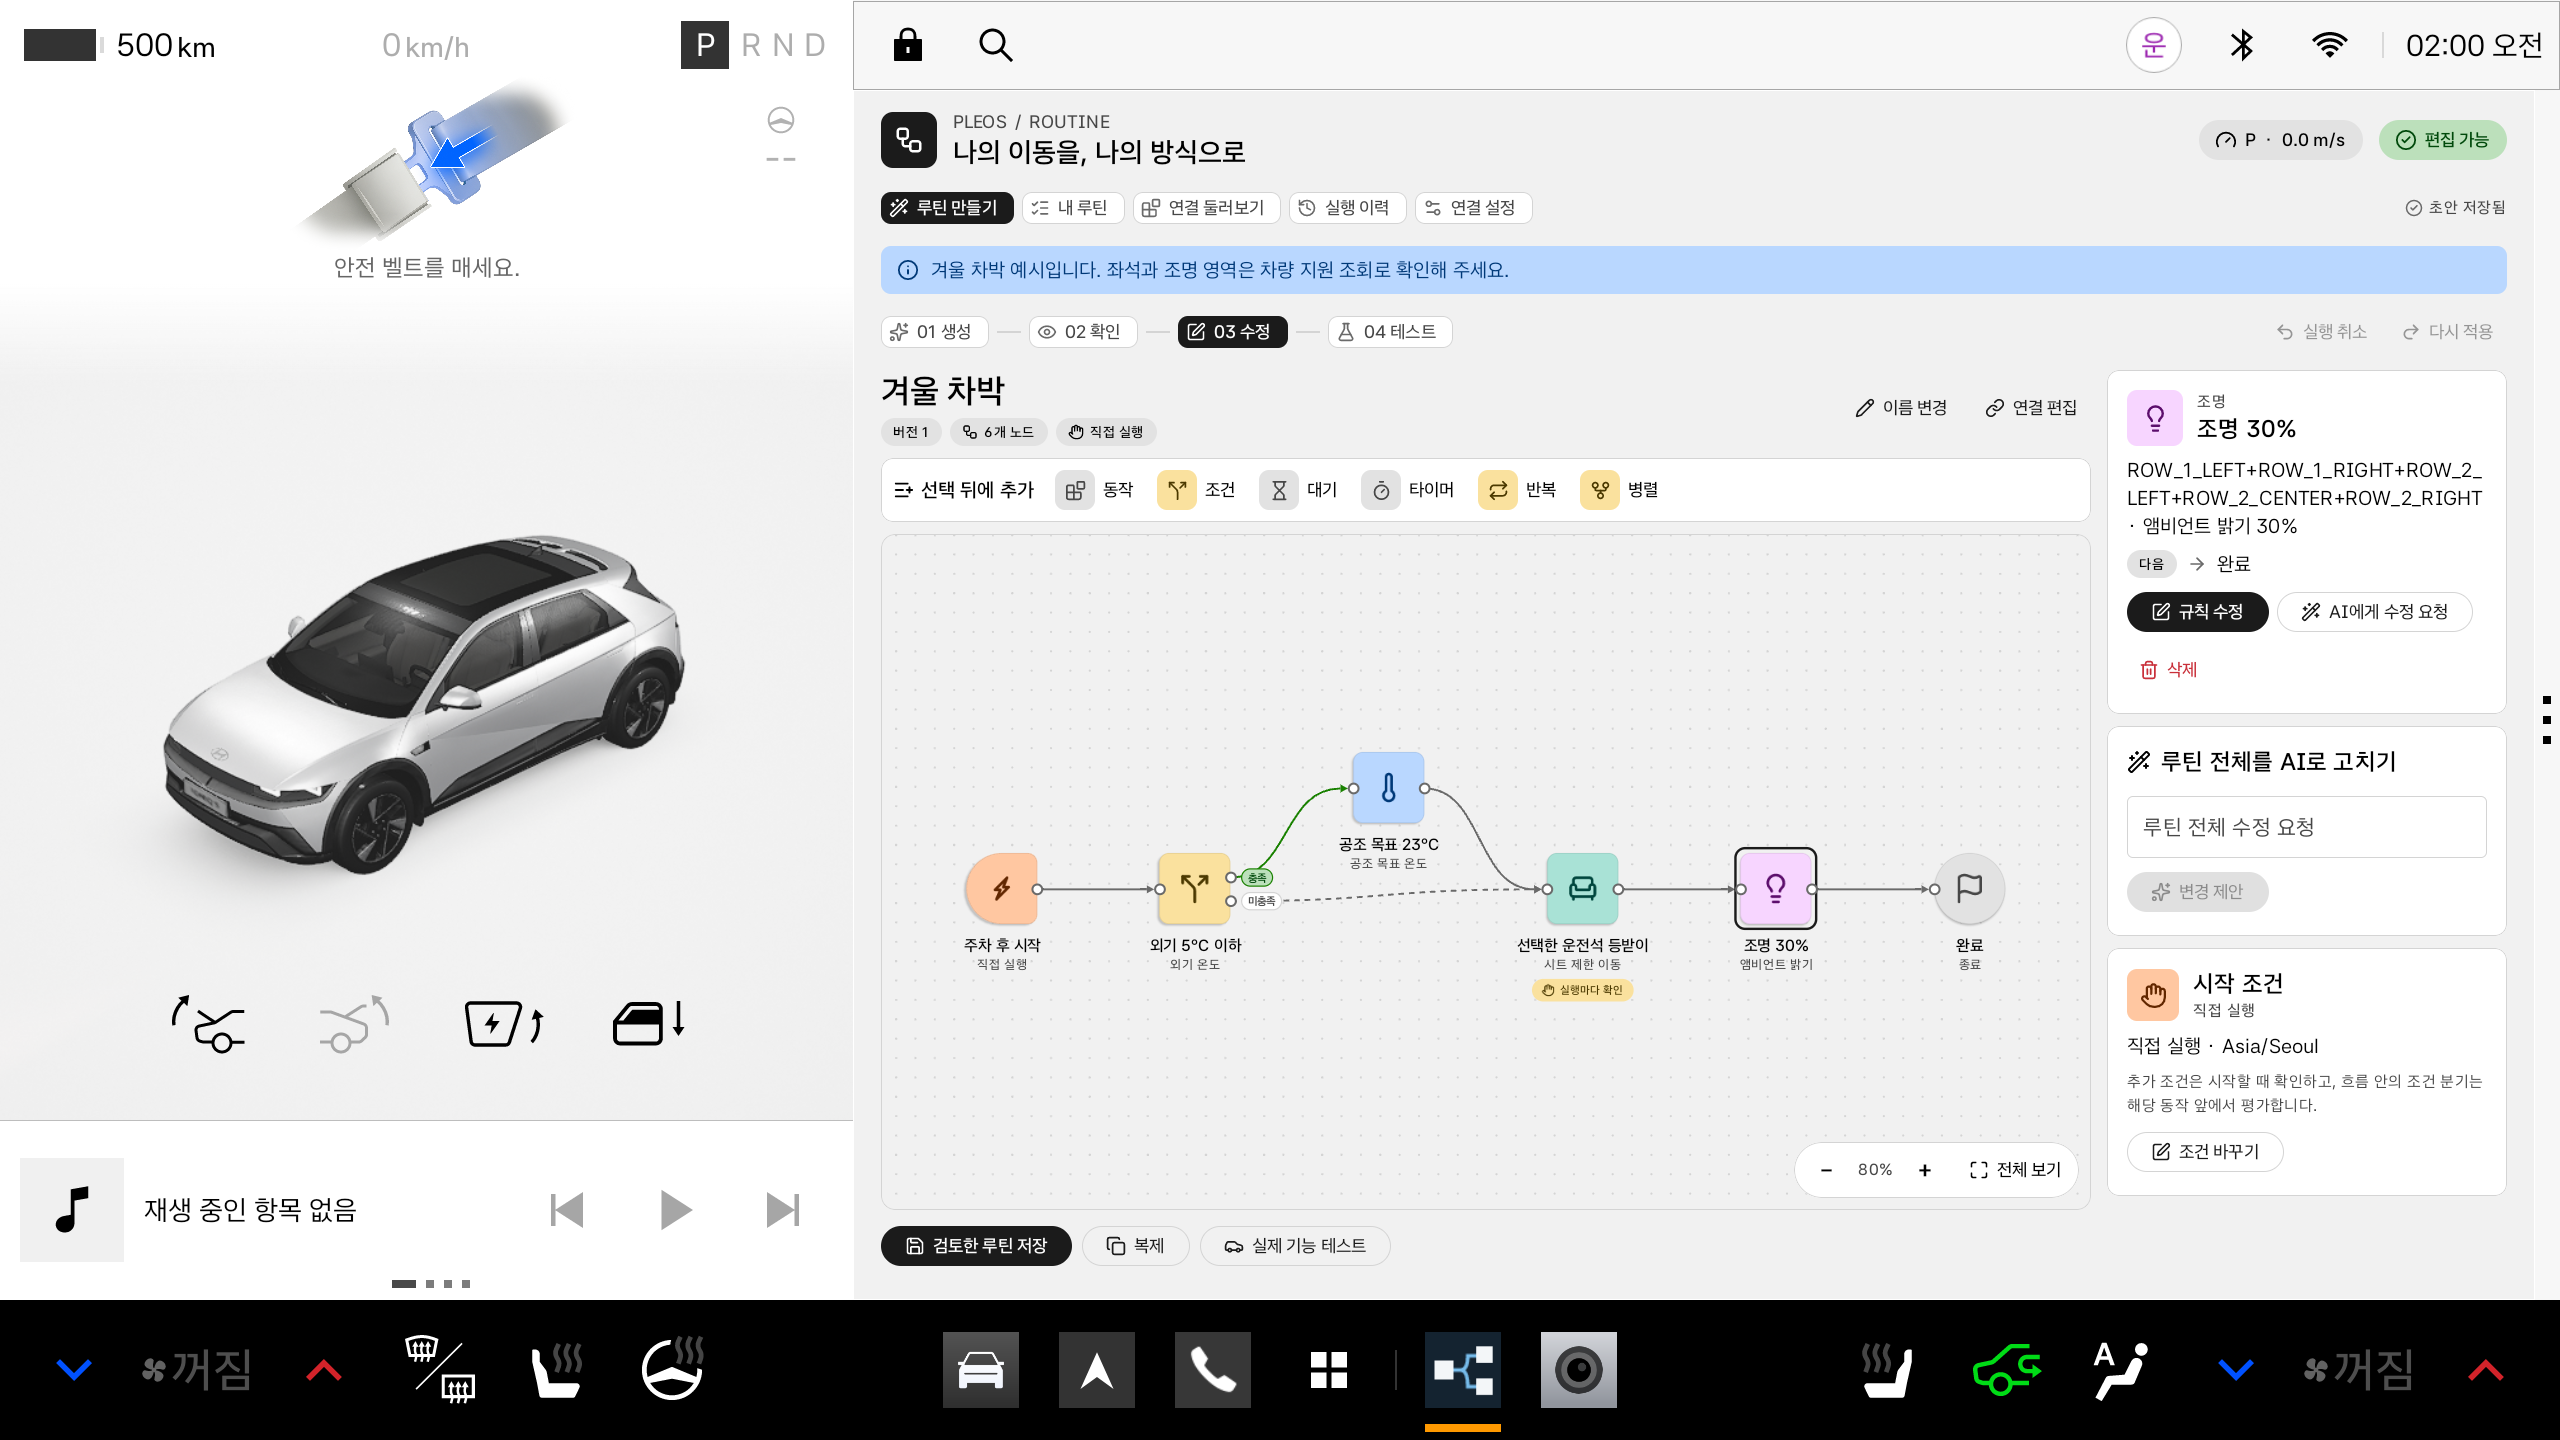 500 km
0 km/h
P R N D
안전 벨트를 매세요.
재생 중인 항목 없음
운
02:00 오전
PLEOS / ROUTINE
나의 이동을, 나의 방식으로
P · 0.0 m/s
편집 가능
루틴 만들기
내 루틴
연결 둘러보기
실행 이력
연결 설정
초안 저장됨
겨울 차박 예시입니다. 좌석과 조명 영역은 차량 지원 조회로 확인해 주세요.
01 생성
02 확인
03 수정
04 테스트
실행 취소
다시 적용
겨울 차박
버전 1
6개 노드
직접 실행
이름 변경
연결 편집
선택 뒤에 추가
동작
조건
대기
타이머
반복
병렬
주차 후 시작
직접 실행
외기 5°C 이하
외기 온도
충족
미충족
공조 목표 23°C
공조 목표 온도
선택한 운전석 등받이
시트 제한 이동
실행마다 확인
조명 30%
앰비언트 밝기
완료
종료
80%
전체 보기
검토한 루틴 저장
복제
실제 기능 테스트
조명
조명 30%
ROW_1_LEFT+ROW_1_RIGHT+ROW_2_
LEFT+ROW_2_CENTER+ROW_2_RIGHT
· 앰비언트 밝기 30%
다음
완료
규칙 수정
AI에게 수정 요청
삭제
루틴 전체를 AI로 고치기
루틴 전체 수정 요청
변경 제안
시작 조건
직접 실행
직접 실행 · Asia/Seoul
추가 조건은 시작할 때 확인하고, 흐름 안의 조건 분기는
해당 동작 앞에서 평가합니다.
조건 바꾸기
꺼짐
A
꺼짐